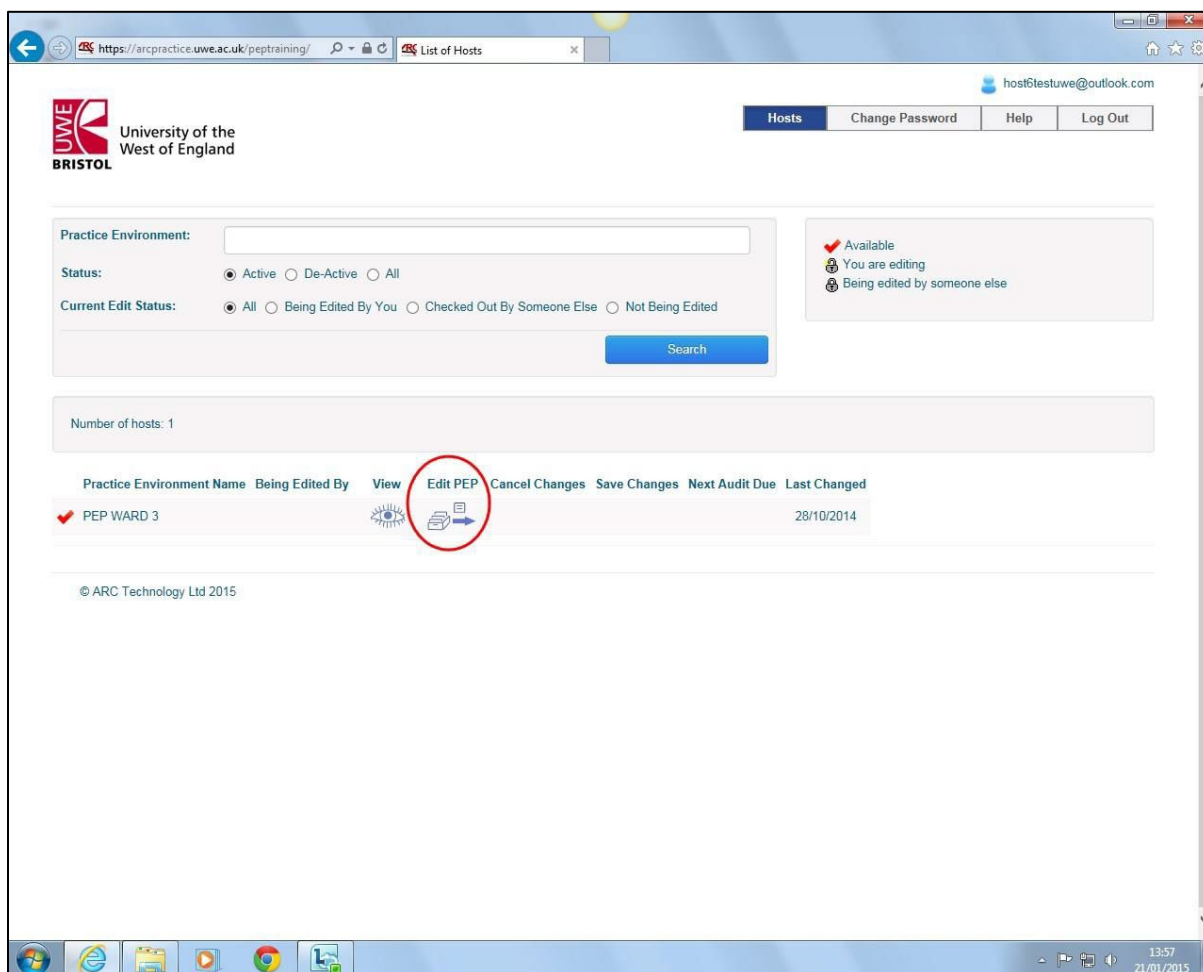 https://arcpractice.uwe.ac.uk/peptraining/
List of Hosts
host6testuwe@outlook.com
UWE
BRISTOL
University of the
West of England
Hosts Change Password Help Log Out
Practice Environment:
Status: Active De-Active All
Current Edit Status: All Being Edited By You Checked Out By Someone Else Not Being Edited
Search
Available
You are editing
Being edited by someone else
Number of hosts: 1
Practice Environment Name Being Edited By View Edit PEP Cancel Changes Save Changes Next Audit Due Last Changed
PEP WARD 3 28/10/2014
© ARC Technology Ltd 2015
13:57
21/01/2015